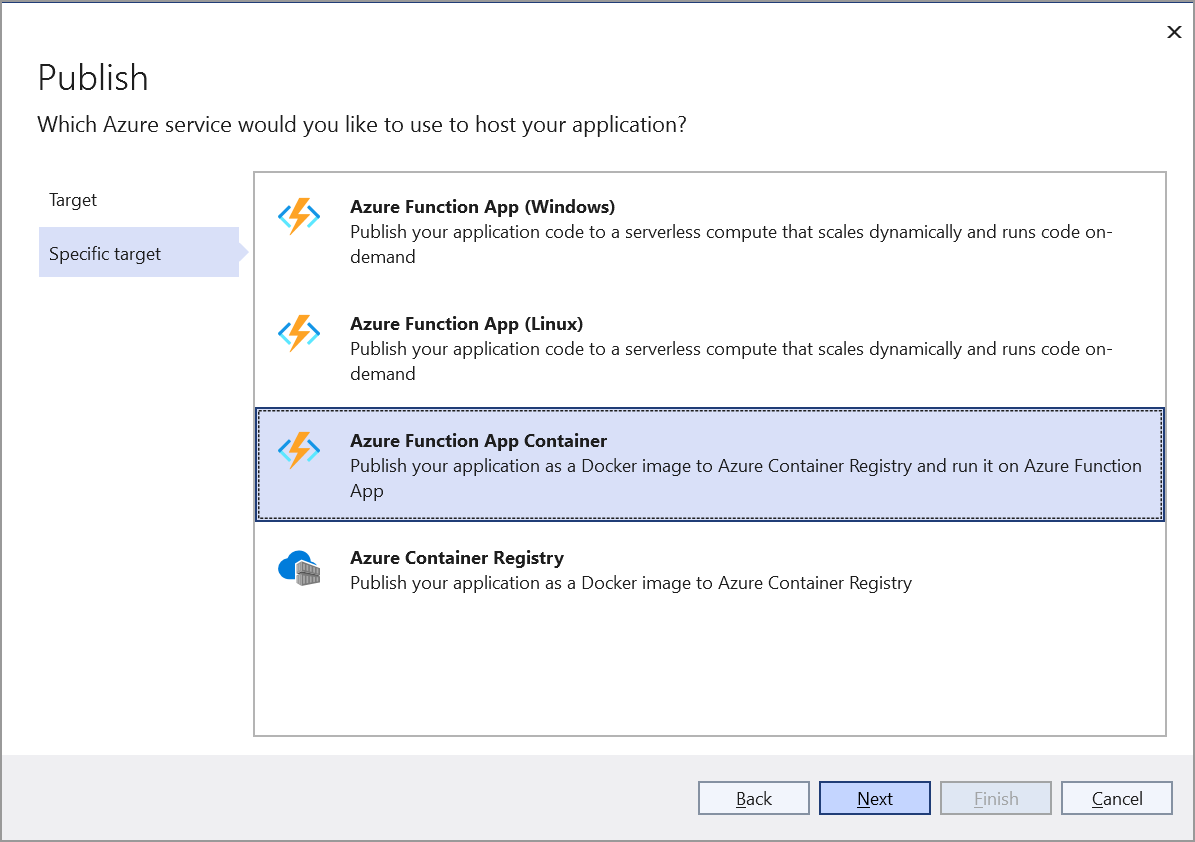 Publish
Which Azure service would you like to use to host your application?
Target
Specific target
Azure Function App (Windows)
Publish your application code to a serverless compute that scales dynamically and runs code on-
demand
Azure Function App (Linux)
Publish your application code to a serverless compute that scales dynamically and runs code on-
demand
Azure Function App Container
Publish your application as a Docker image to Azure Container Registry and run it on Azure Function
App
Azure Container Registry
Publish your application as a Docker image to Azure Container Registry
Back
Next
Finish
Cancel